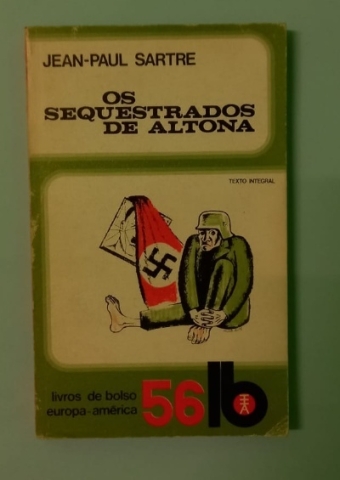 JEAN-PAUL SARTRE
OS
SEQUESTRADOS
DE ALTONA
TEXTO INTEGRAL
livros de bolso
europa-américa
56 lb